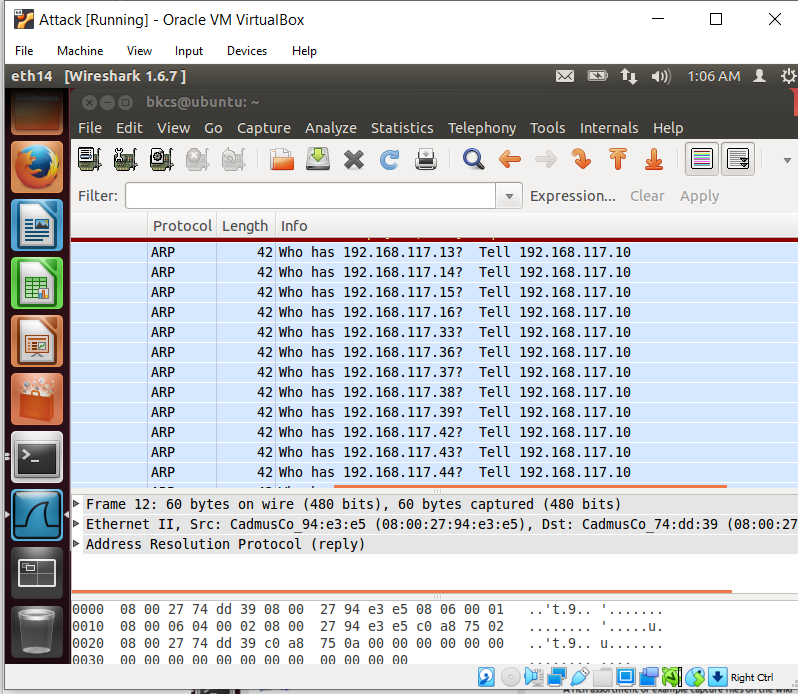 Attack [Running] - Oracle VM VirtualBox
File Machine View Input Devices Help
eth14 [Wireshark 1.6.7 ] 1:06 AM
bkcs@ubuntu: ~
File Edit View Go Capture Analyze Statistics Telephony Tools Internals Help
Filter: Expression... Clear Apply
Protocol Length Info
ARP 42 Who has 192.168.117.13? Tell 192.168.117.10
ARP 42 Who has 192.168.117.14? Tell 192.168.117.10
ARP 42 Who has 192.168.117.15? Tell 192.168.117.10
ARP 42 Who has 192.168.117.16? Tell 192.168.117.10
ARP 42 Who has 192.168.117.33? Tell 192.168.117.10
ARP 42 Who has 192.168.117.36? Tell 192.168.117.10
ARP 42 Who has 192.168.117.37? Tell 192.168.117.10
ARP 42 Who has 192.168.117.38? Tell 192.168.117.10
ARP 42 Who has 192.168.117.39? Tell 192.168.117.10
ARP 42 Who has 192.168.117.42? Tell 192.168.117.10
ARP 42 Who has 192.168.117.43? Tell 192.168.117.10
ARP 42 Who has 192.168.117.44? Tell 192.168.117.10
Frame 12: 60 bytes on wire (480 bits), 60 bytes captured (480 bits)
Ethernet II, Src: CadmusCo_94:e3:e5 (08:00:27:94:e3:e5), Dst: CadmusCo_74:dd:39 (08:00:27
Address Resolution Protocol (reply)
0000 08 00 27 74 dd 39 08 00 27 94 e3 e5 08 06 00 01 ..'t.9.. '.......
0010 08 00 06 04 00 02 08 00 27 94 e3 e5 c0 a8 75 02 ........ '.....u.
0020 08 00 27 74 dd 39 c0 a8 75 0a 00 00 00 00 00 00 ..'t.9.. u.......
0030 00 00 00 00 00 00 00 00 00 00 00 00 ........ ....
Right Ctrl
A rich assortment of example capture files on the wiki